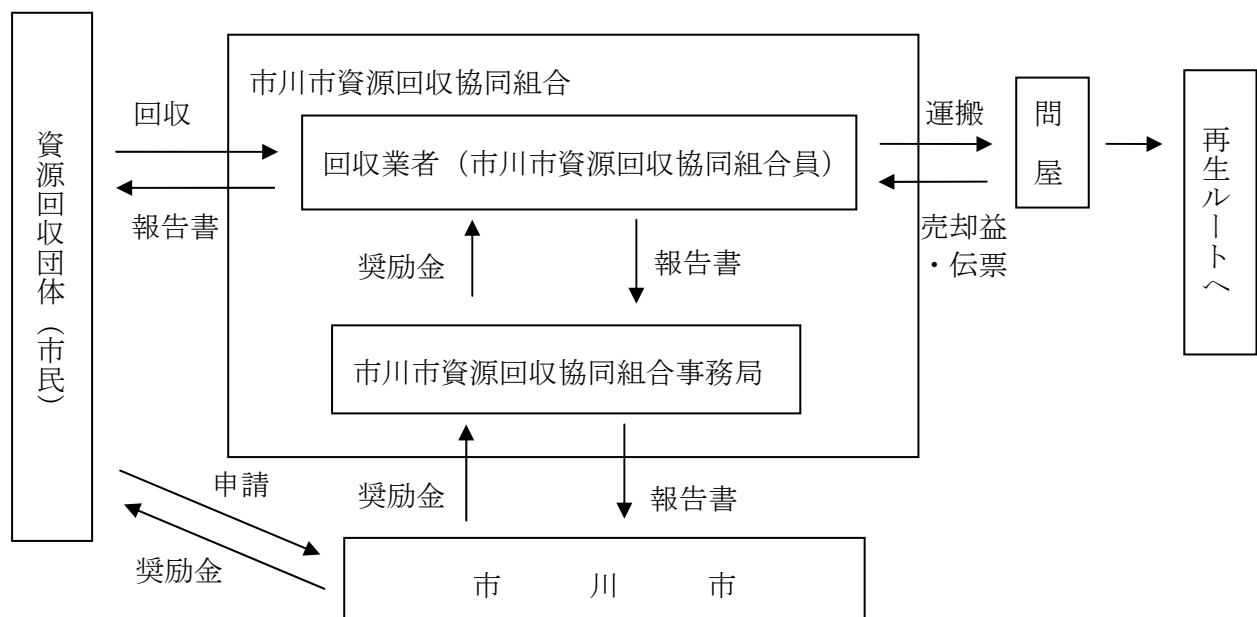 市川市資源回収協同組合
資源回収団体(市民)
回収
報告書
回収業者(市川市資源回収協同組合員)
運搬
売却益
・伝票
問屋
再生ルートへ
奨励金
報告書
市川市資源回収協同組合事務局
奨励金
報告書
申請
奨励金
市川市